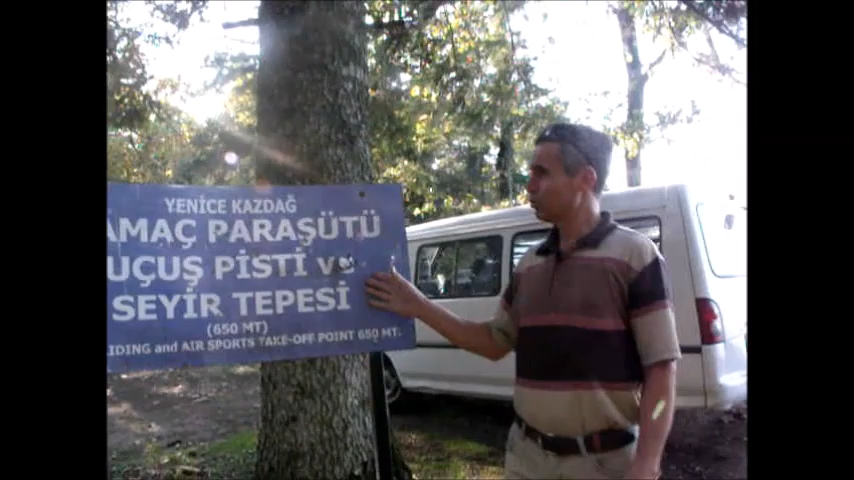 YENİCE KAZDAĞ
AMAÇ PARAŞÜTÜ
UÇUŞ PİSTİ VE
SEYİR TEPESİ
(650 MT)
IDING and AIR SPORTS TAKE-OFF POINT 650 MT.